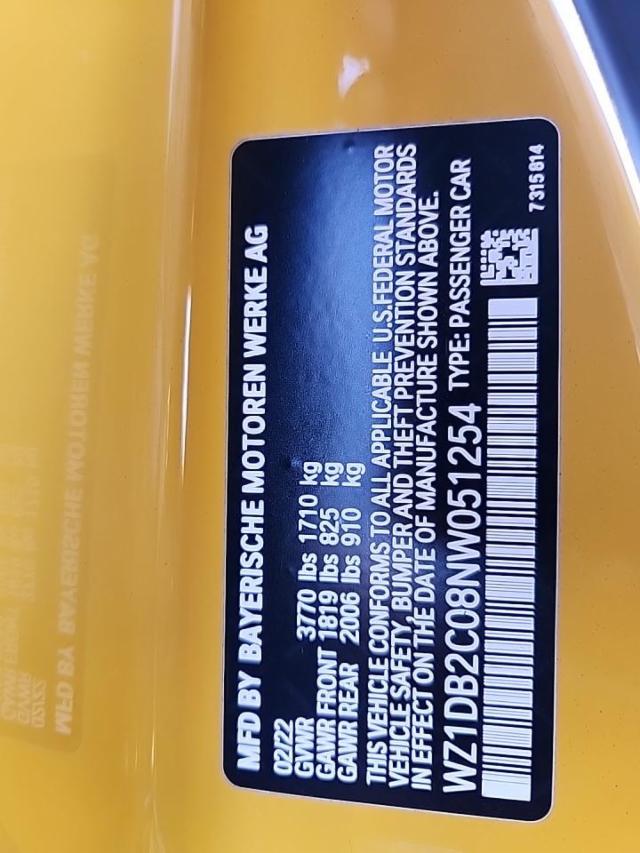 MFD BY BAYERISCHE MOTOREN WERKE AG
02/22
GVWR 3770 lbs 1710 kg
GAWR FRONT 1819 lbs 825 kg
GAWR REAR 2006 lbs 910 kg
THIS VEHICLE CONFORMS TO ALL APPLICABLE U.S.FEDERAL MOTOR
VEHICLE SAFETY, BUMPER AND THEFT PREVENTION STANDARDS
IN EFFECT ON THE DATE OF MANUFACTURE SHOWN ABOVE.
WZ1DB2C08NW051254 TYPE: PASSENGER CAR
7315614